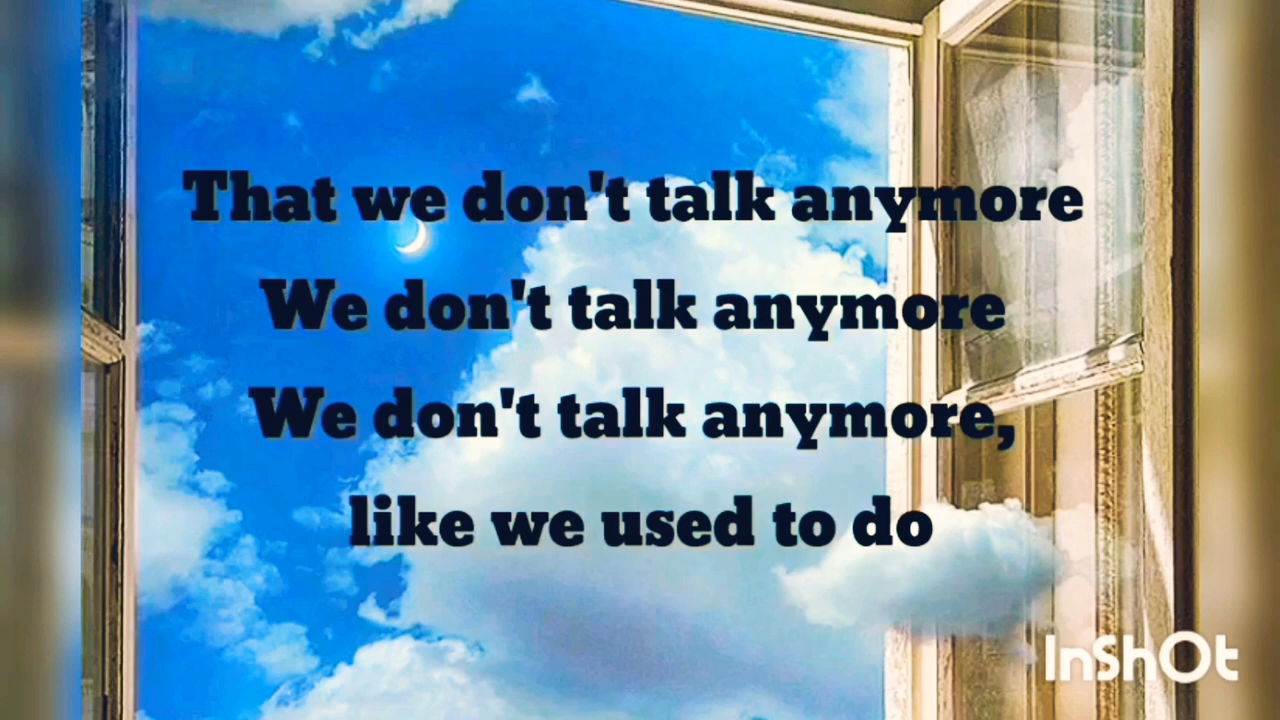 That we don't talk anymore
We don't talk anymore
We don't talk anymore,
like we used to do
InShOt